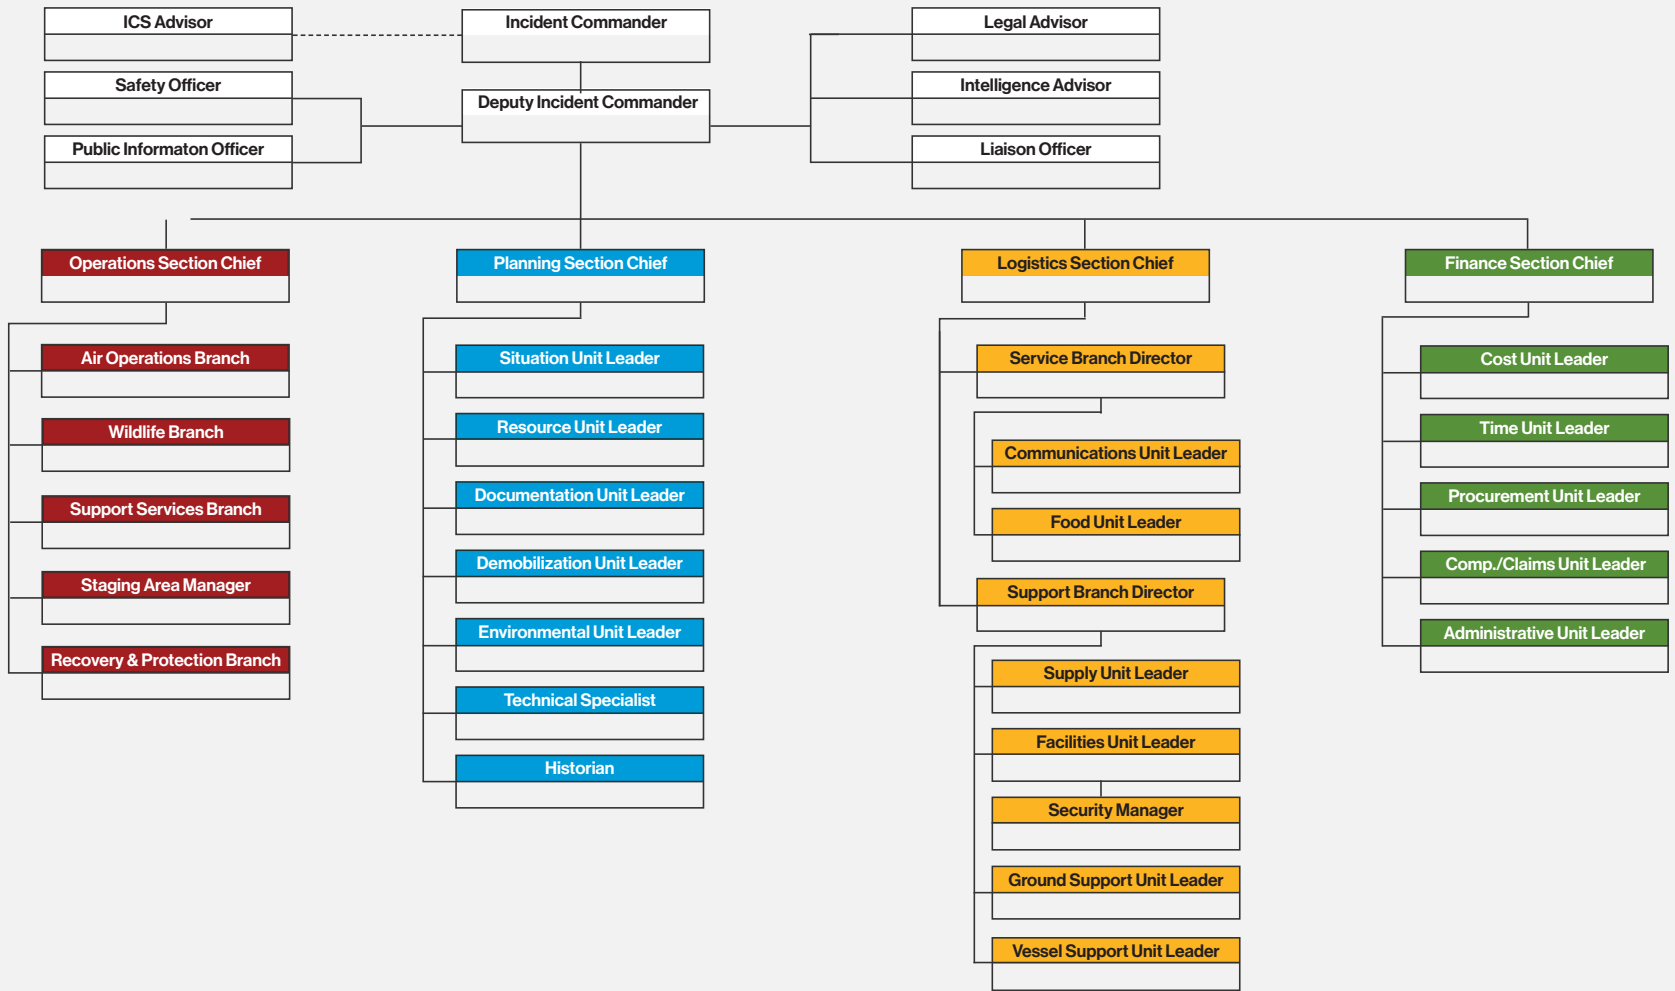 ICS Advisor
Incident Commander
Legal Advisor
Safety Officer
Deputy Incident Commander
Intelligence Advisor
Public Informaton Officer
Liaison Officer
Operations Section Chief
Air Operations Branch
Wildlife Branch
Support Services Branch
Staging Area Manager
Recovery & Protection Branch
Planning Section Chief
Situation Unit Leader
Resource Unit Leader
Documentation Unit Leader
Demobilization Unit Leader
Environmental Unit Leader
Technical Specialist
Historian
Logistics Section Chief
Service Branch Director
Communications Unit Leader
Food Unit Leader
Support Branch Director
Supply Unit Leader
Facilities Unit Leader
Security Manager
Ground Support Unit Leader
Vessel Support Unit Leader
Finance Section Chief
Cost Unit Leader
Time Unit Leader
Procurement Unit Leader
Comp./Claims Unit Leader
Administrative Unit Leader